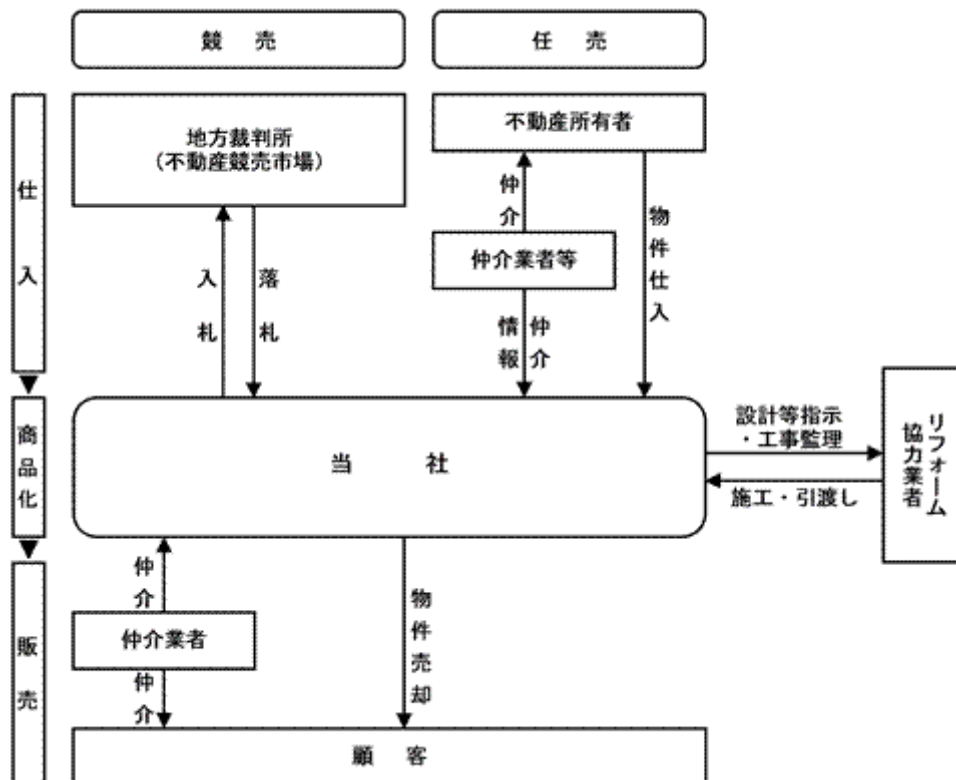 競売
任売
仕入
地方裁判所
（不動産競売市場）
不動産所有者
仲介
物件仕入
仲介業者等
入札
落札
情報
仲介
商品化
当社
設計等指示
・工事監理
施工・引渡し
リフォーム
協力業者
販売
仲介
仲介業者
仲介
物件売却
顧客